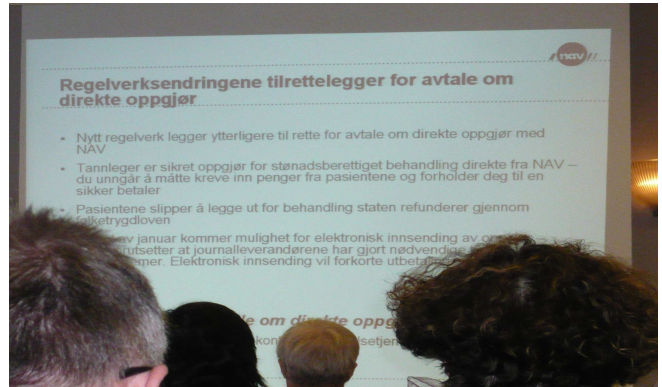 nav
Regelverksendringene tilrettelegger for avtale om
direkte oppgjør
• Nytt regelverk legger ytterligere til rette for avtale om direkte oppgjør med
NAV
• Tannleger er sikret oppgjør for stønadsberettiget behandling direkte fra NAV –
du unngår å måtte kreve inn penger fra pasientene og forholder deg til en
sikker betaler
• Pasientene slipper å legge ut for behandling staten refunderer gjennom
folketrygdloven
av januar kommer mulighet for elektronisk innsending av
at journalleverandørene har gjort nødvendige
Elektronisk innsending vil forkorte
om direkte